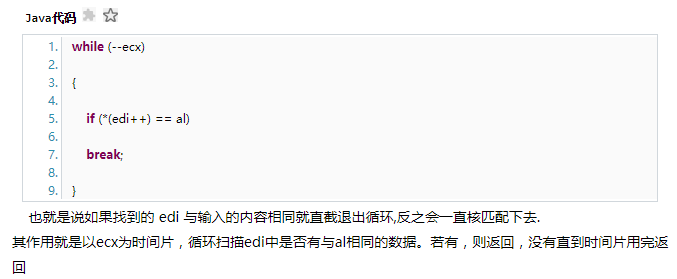 Java代码
1. while (--ecx)
2.
3. {
4.
5. if (*(edi++) == al)
6.
7. break;
8.
9. }
也就是说如果找到的 edi 与输入的内容相同就直截退出循环,反之会一直核匹配下去.
其作用就是以ecx为时间片，循环扫描edi中是否有与al相同的数据。若有，则返回，没有直到时间片用完返
回